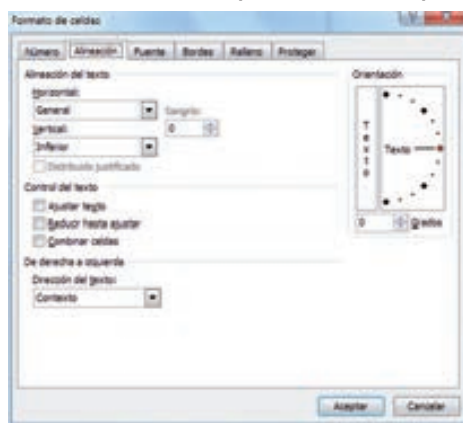 Formato de celdas
Número Alineación Fuente Bordes Relleno Proteger
Alineación del texto
Horizontal:
General
Sangría:
Vertical:
0
Inferior
Distribuido justificado
Control del texto
Ajustar texto
Reducir hasta ajustar
Combinar celdas
De derecha a izquierda
Dirección del texto:
Contexto
Orientación
Texto
Texto
0 Grados
Aceptar Cancelar